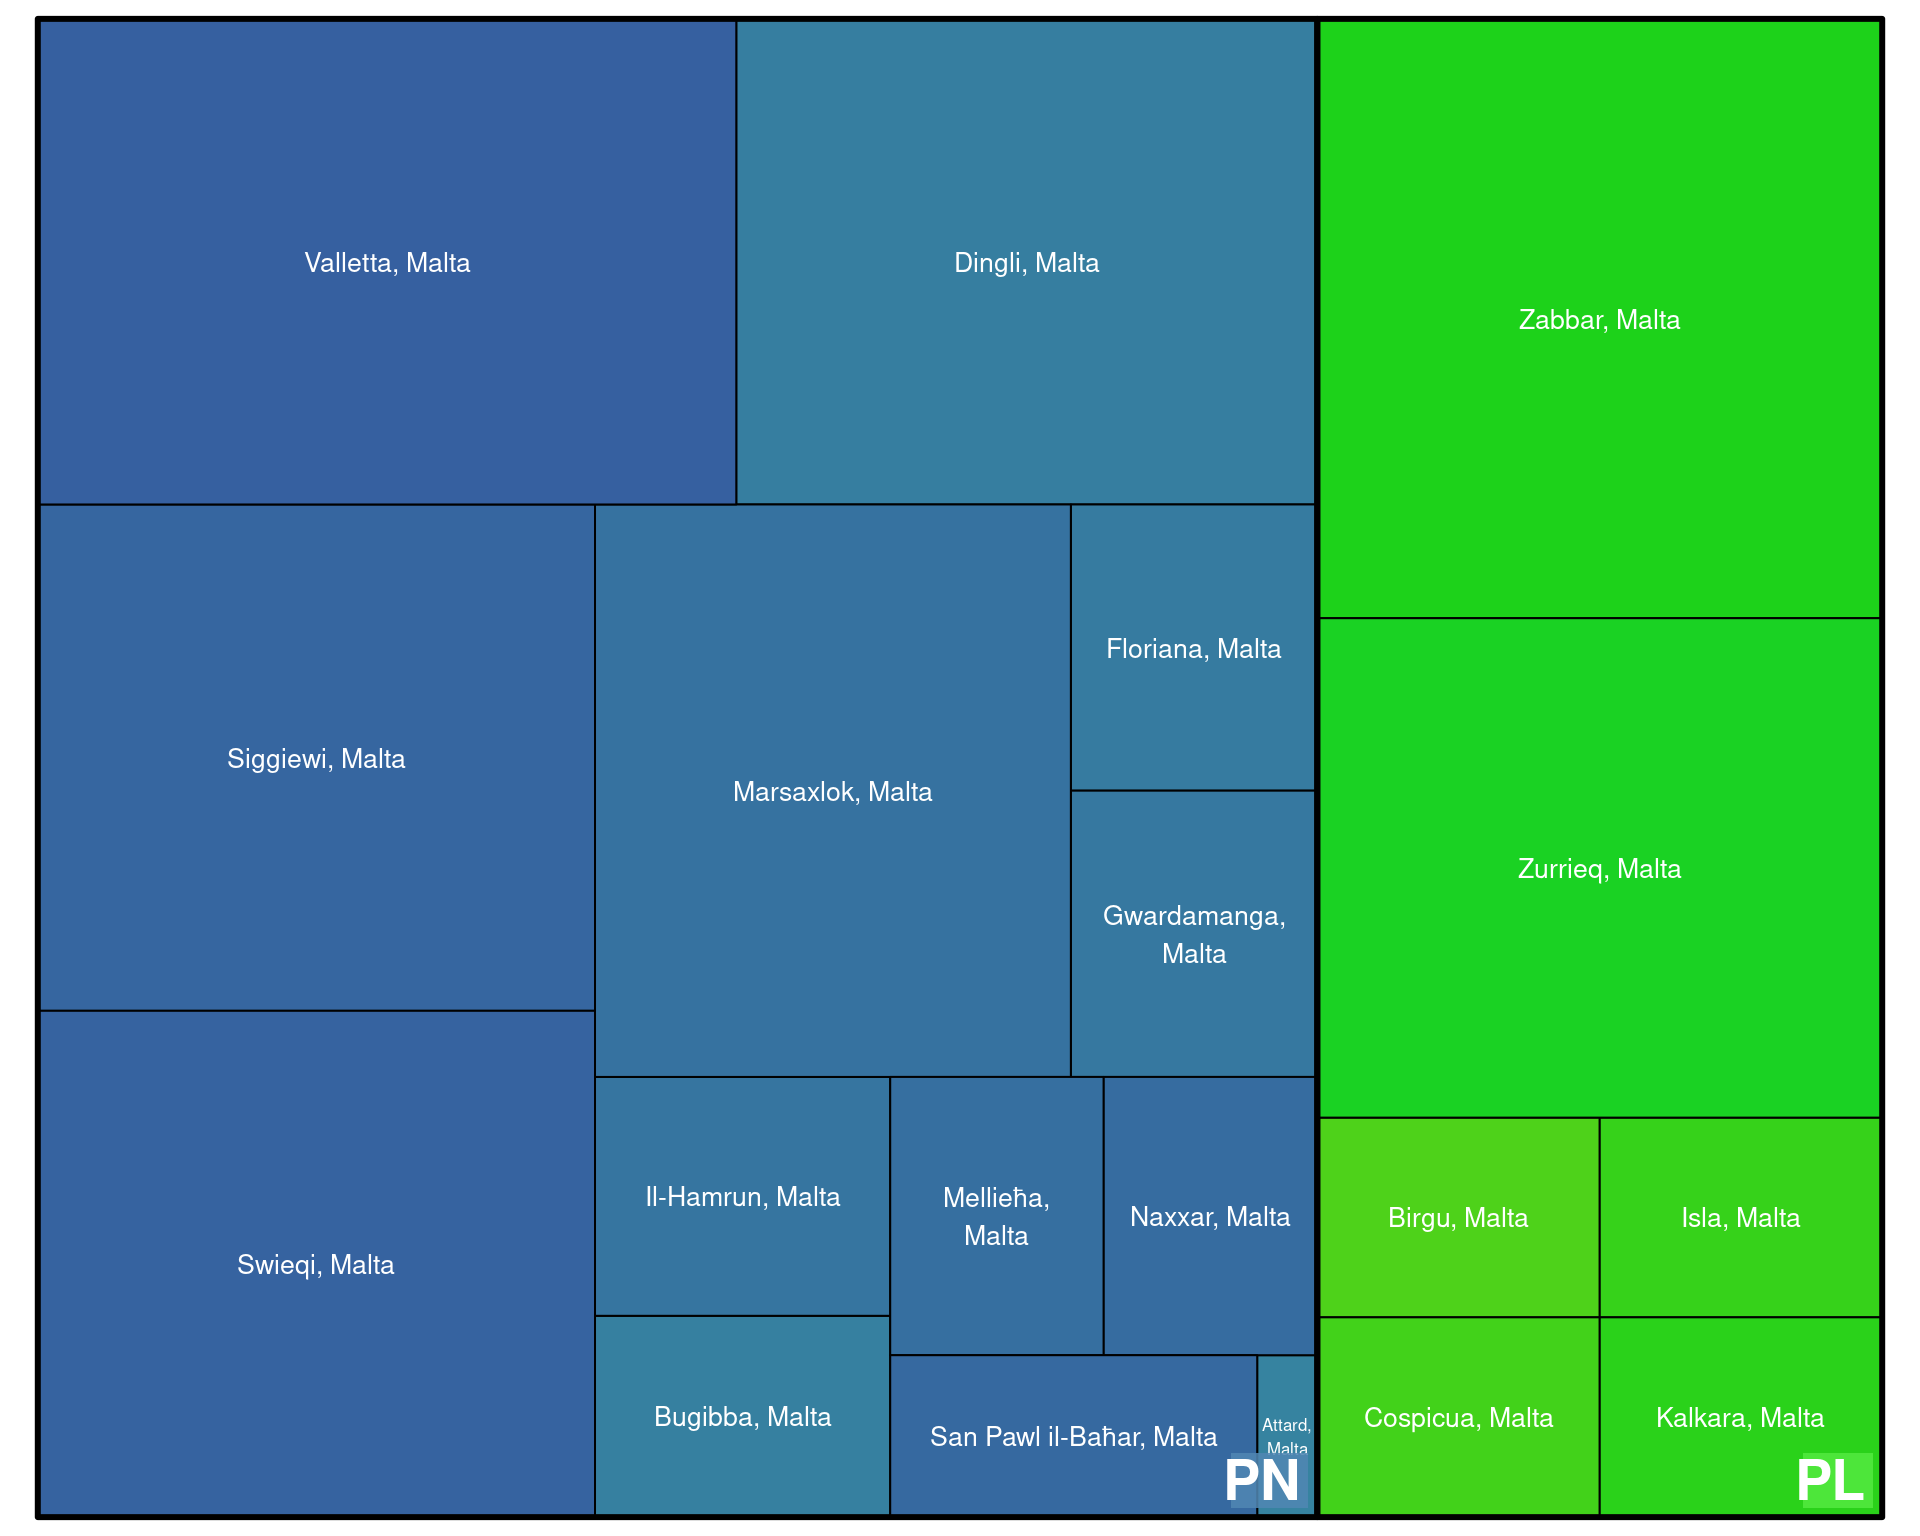 Valletta, Malta
Dingli, Malta
Zabbar, Malta
Siggiewi, Malta
Marsaxlok, Malta
Floriana, Malta
Gwardamanga,
Malta
Zurrieq, Malta
Swieqi, Malta
Il-Hamrun, Malta
Mellieħa,
Malta
Naxxar, Malta
Birgu, Malta
Isla, Malta
Bugibba, Malta
San Pawl il-Baħar, Malta
Attard,
Malta
PN
Cospicua, Malta
Kalkara, Malta
PL